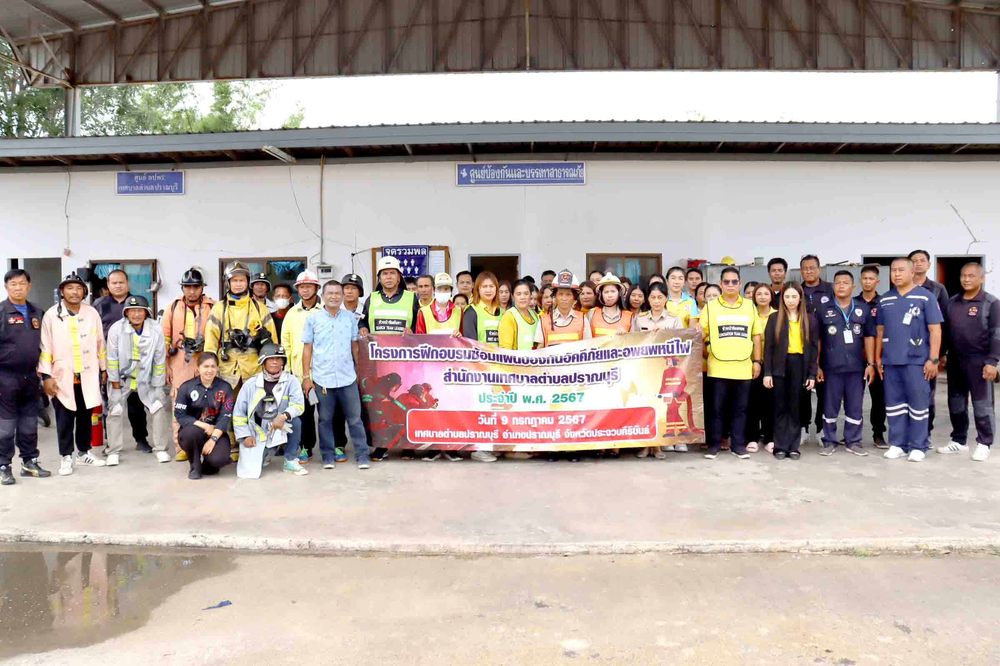 ศูนย์ อปพร.
เทศบาลตำบลปราณบุรี
ศูนย์ป้องกันและบรรเทาสาธารณภัย
จุดรวมพล
หัวหน้าทีมค้นหา
SEARCH TEAM LEADER
หัวหน้าทีม
FIRST AID
หัวหน้าทีมอพยพ
EVACUATION TEAM LEADER
โครงการฝึกอบรมซ้อมแผนป้องกันอัคคีภัยและอพยพหนีไฟ
สำนักงานเทศบาลตำบลปราณบุรี
ประจำปี พ.ศ. 2567
วันที่ 9 กรกฎาคม 2567
เทศบาลตำบลปราณบุรี อำเภอปราณบุรี จังหวัดประจวบคีรีขันธ์